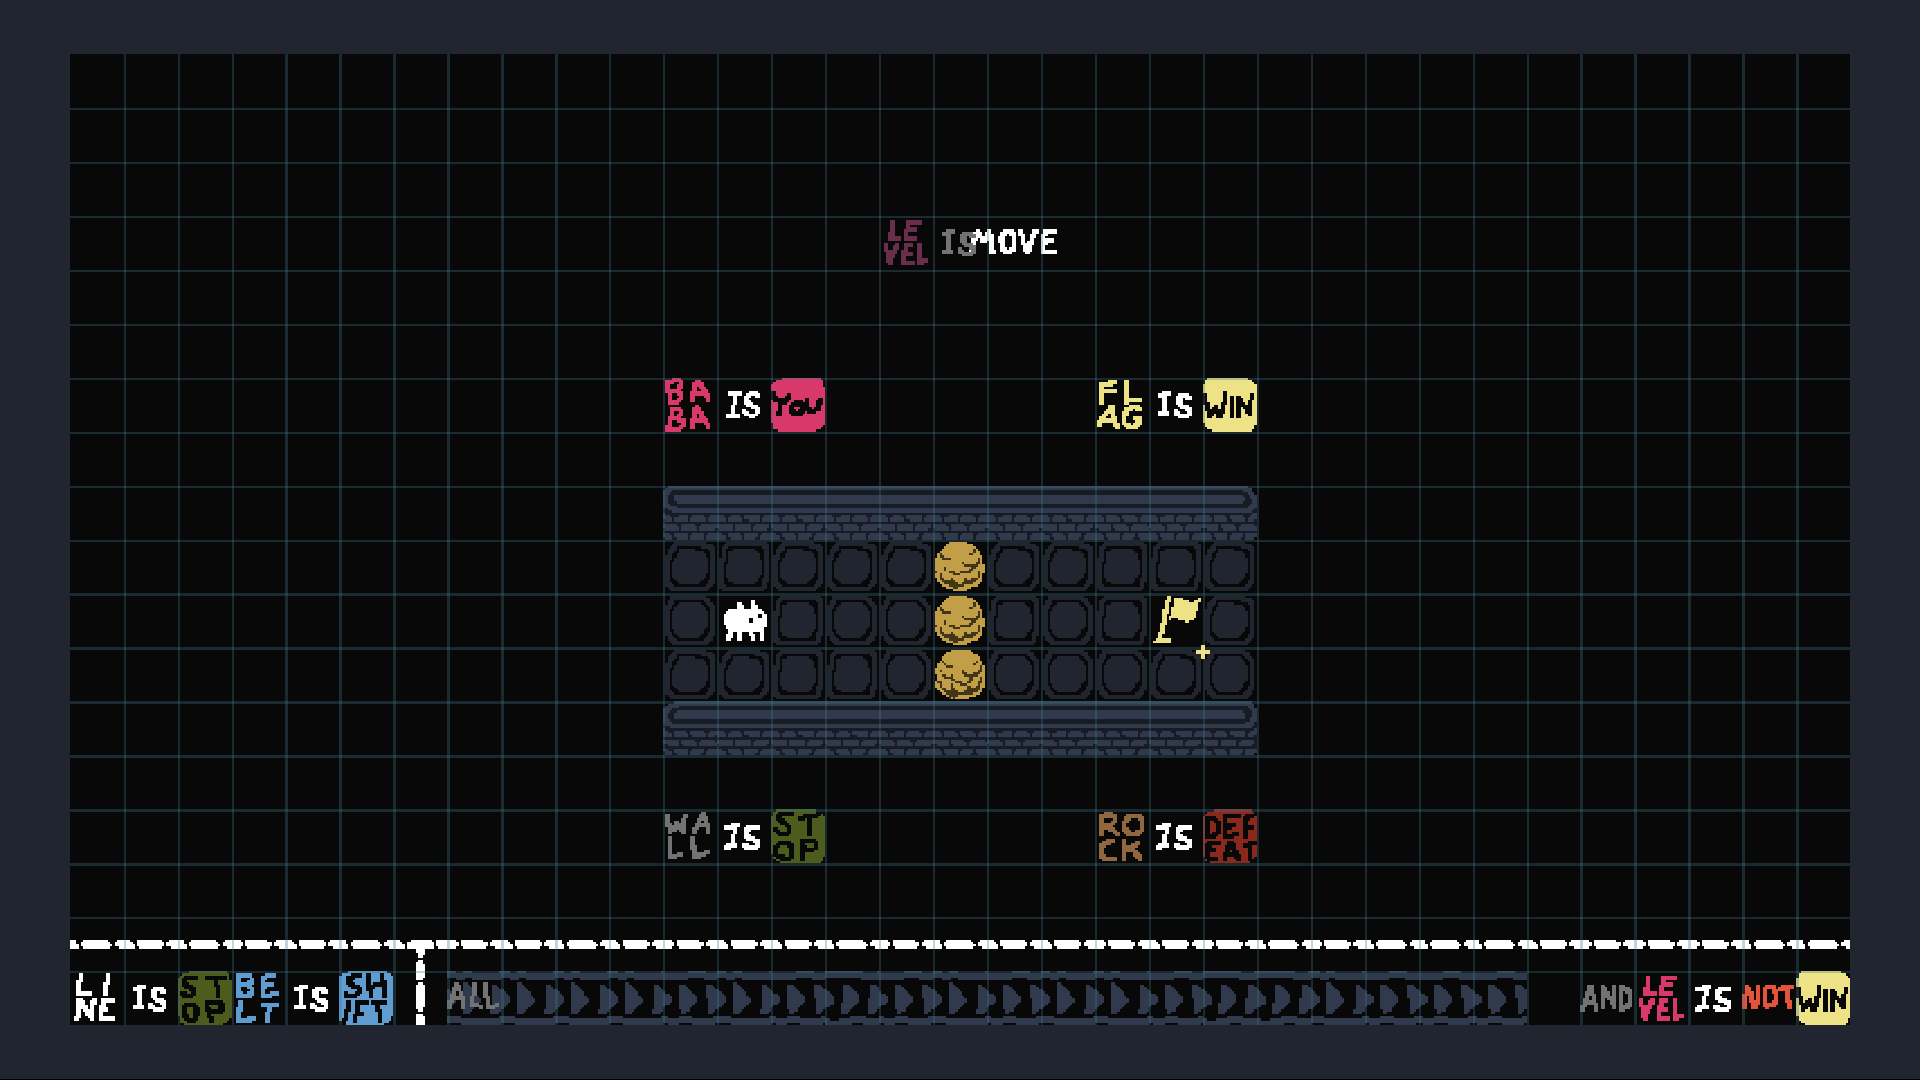 LEVEL IS MOVE
BABA IS YOU FLAG IS WIN
WALL IS STOP ROCK IS DEFEAT
LINE IS STOP BELT IS SHIFT ALL AND LEVEL IS NOT WIN